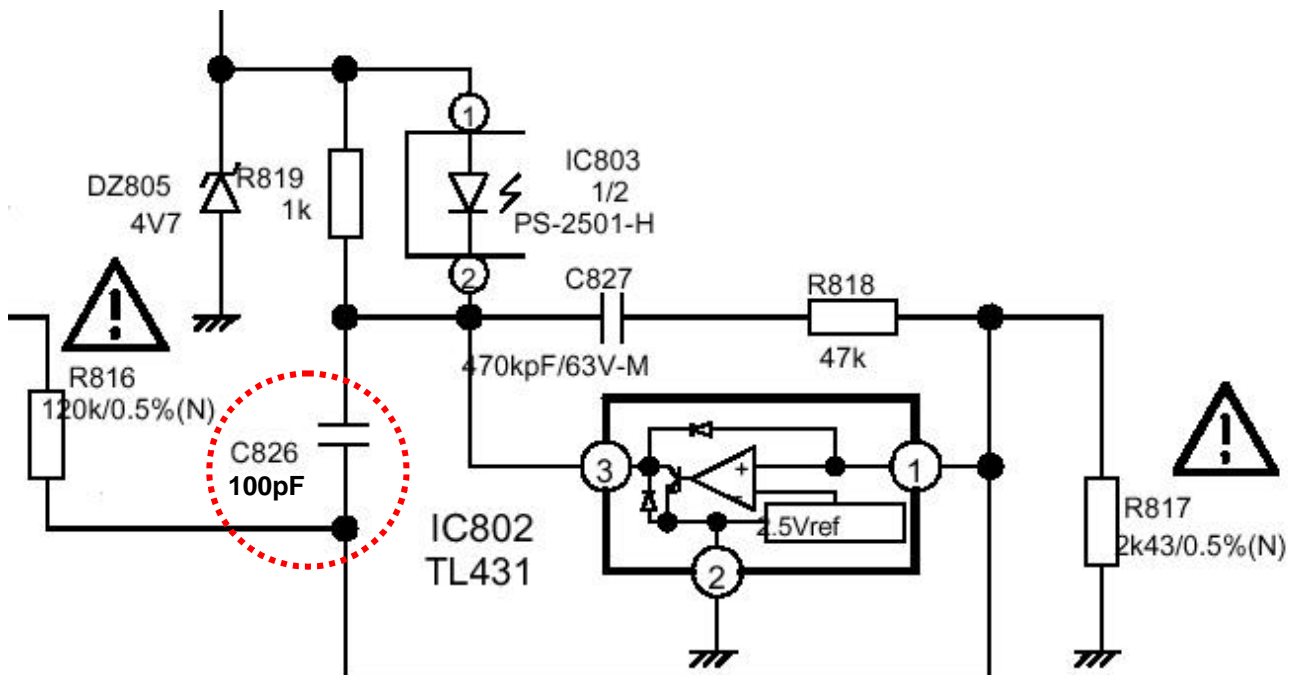 1
IC803
1/2
PS-2501-H
DZ805
4V7
R819
1k
2
C827
470kpF/63V-M
R818
47k
!
R816
120k/0.5%(N)
C826
100pF
3
+
-
1
2.5Vref
2
IC802
TL431
!
R817
2k43/0.5%(N)